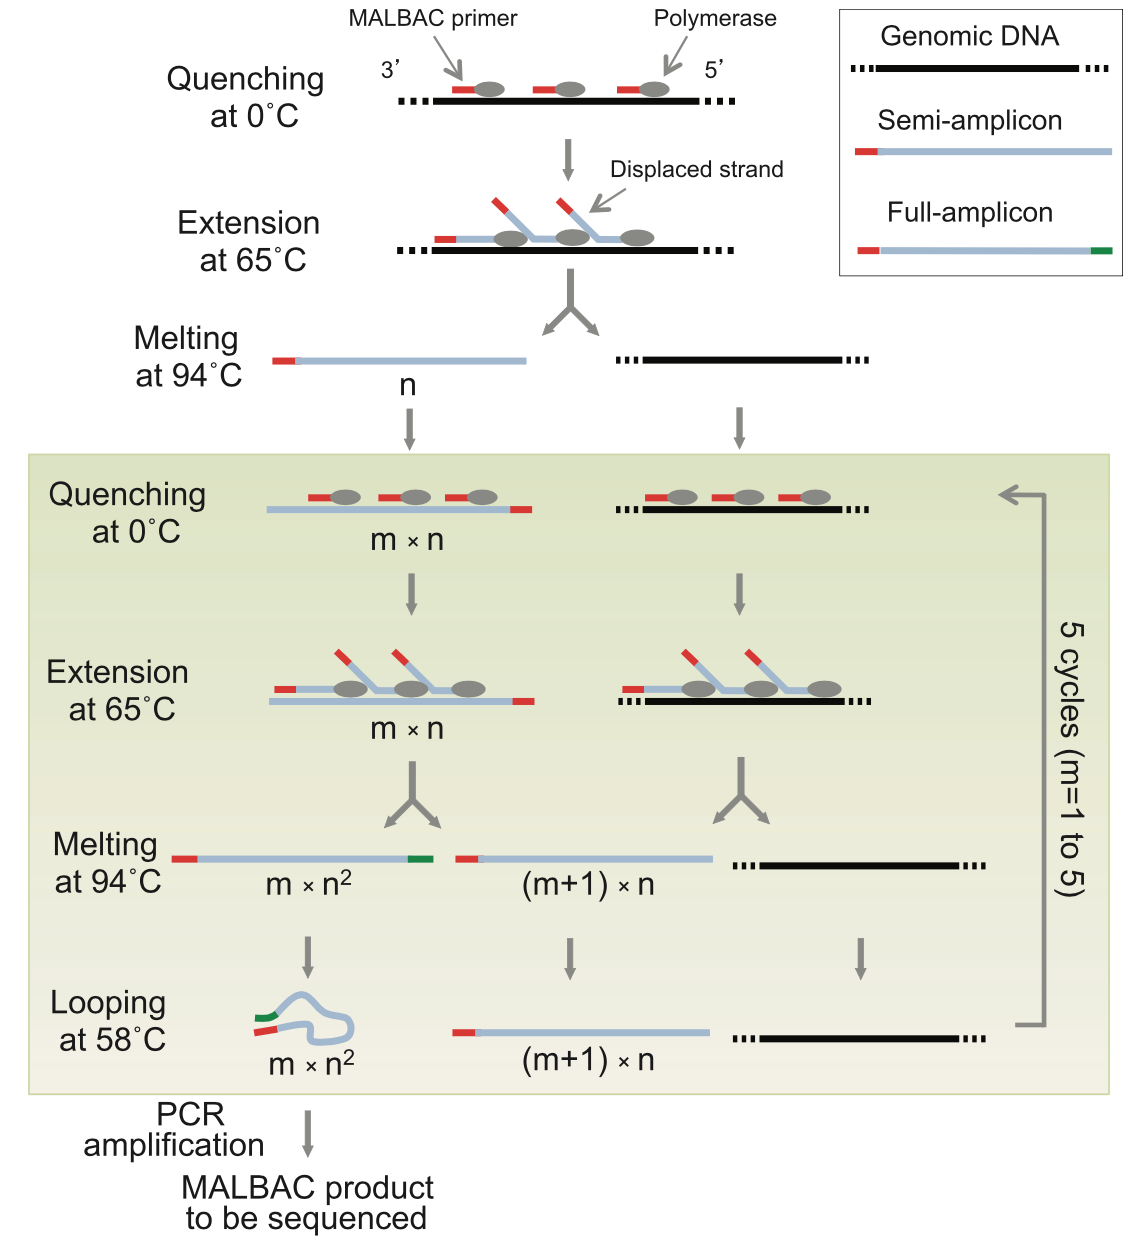 MALBAC primer
Polymerase
3’
5’
Quenching
at 0˚C
Genomic DNA
Semi-amplicon
Full-amplicon
Displaced strand
Extension
at 65˚C
Melting
at 94˚C
n
Quenching
at 0˚C
m × n
Extension
at 65˚C
m × n
5 cycles (m=1 to 5)
Melting
at 94˚C
m × n²
(m+1) × n
Looping
at 58˚C
m × n²
(m+1) × n
PCR
amplification
MALBAC product
to be sequenced